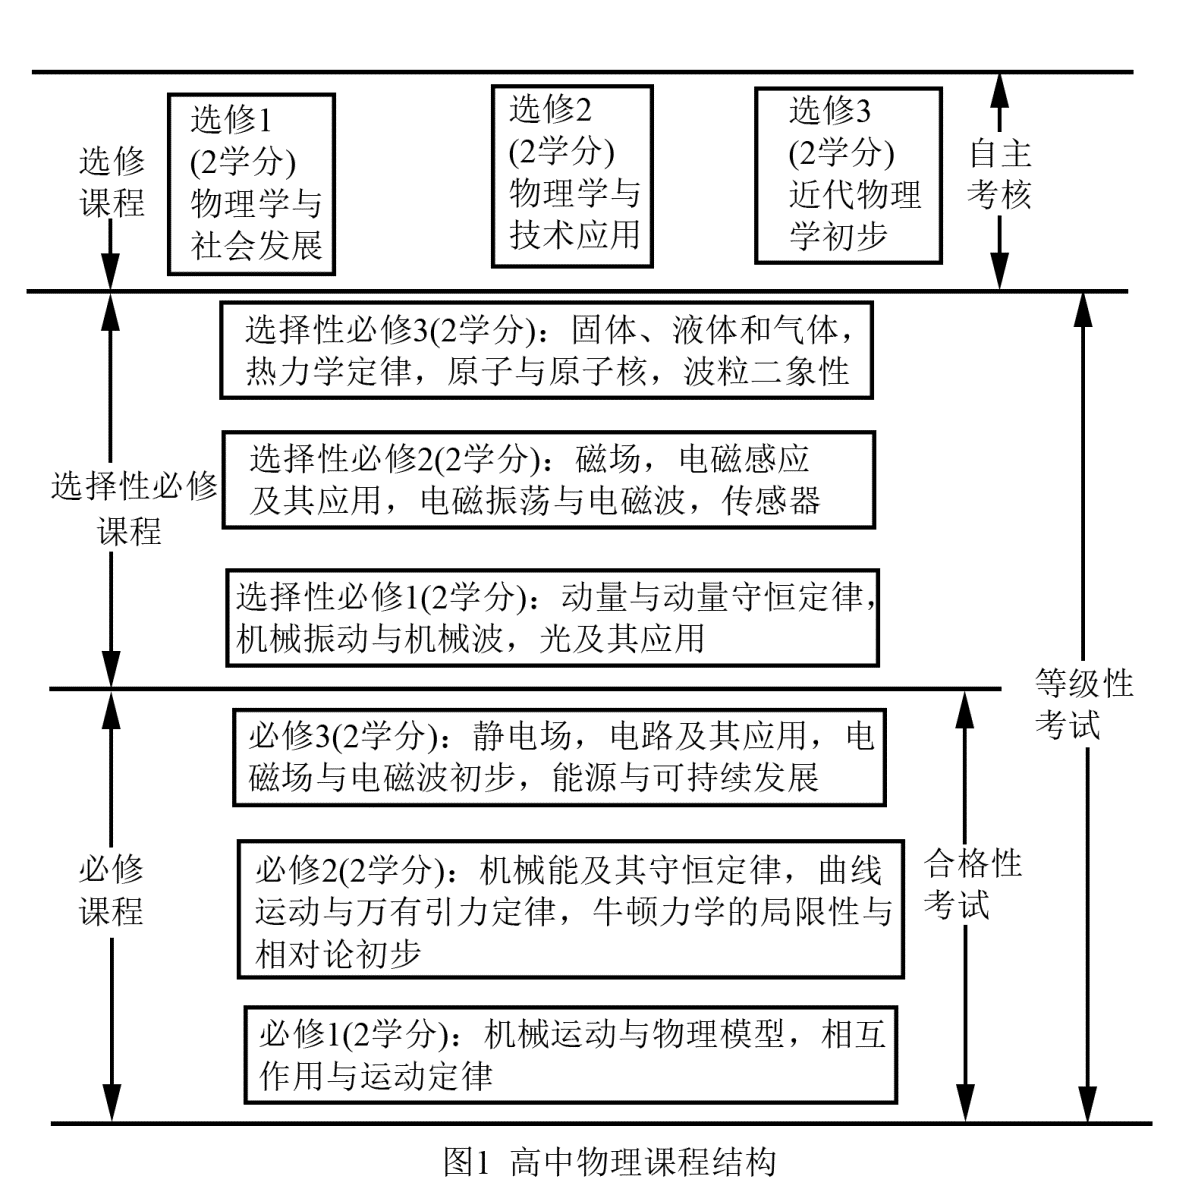 选修
课程
选修1
(2学分)
物理学与
社会发展
选修2
(2学分)
物理学与
技术应用
选修3
(2学分)
近代物理
学初步
自主
考核
选择性必修
课程
选择性必修3(2学分)：固体、液体和气体，
热力学定律，原子与原子核，波粒二象性
选择性必修2(2学分)：磁场，电磁感应
及其应用，电磁振荡与电磁波，传感器
选择性必修1(2学分)：动量与动量守恒定律，
机械振动与机械波，光及其应用
等级性
考试
必修
课程
必修3(2学分)：静电场，电路及其应用，电
磁场与电磁波初步，能源与可持续发展
必修2(2学分)：机械能及其守恒定律，曲线
运动与万有引力定律，牛顿力学的局限性与
相对论初步
必修1(2学分)：机械运动与物理模型，相互
作用与运动定律
合格性
考试
图1 高中物理课程结构